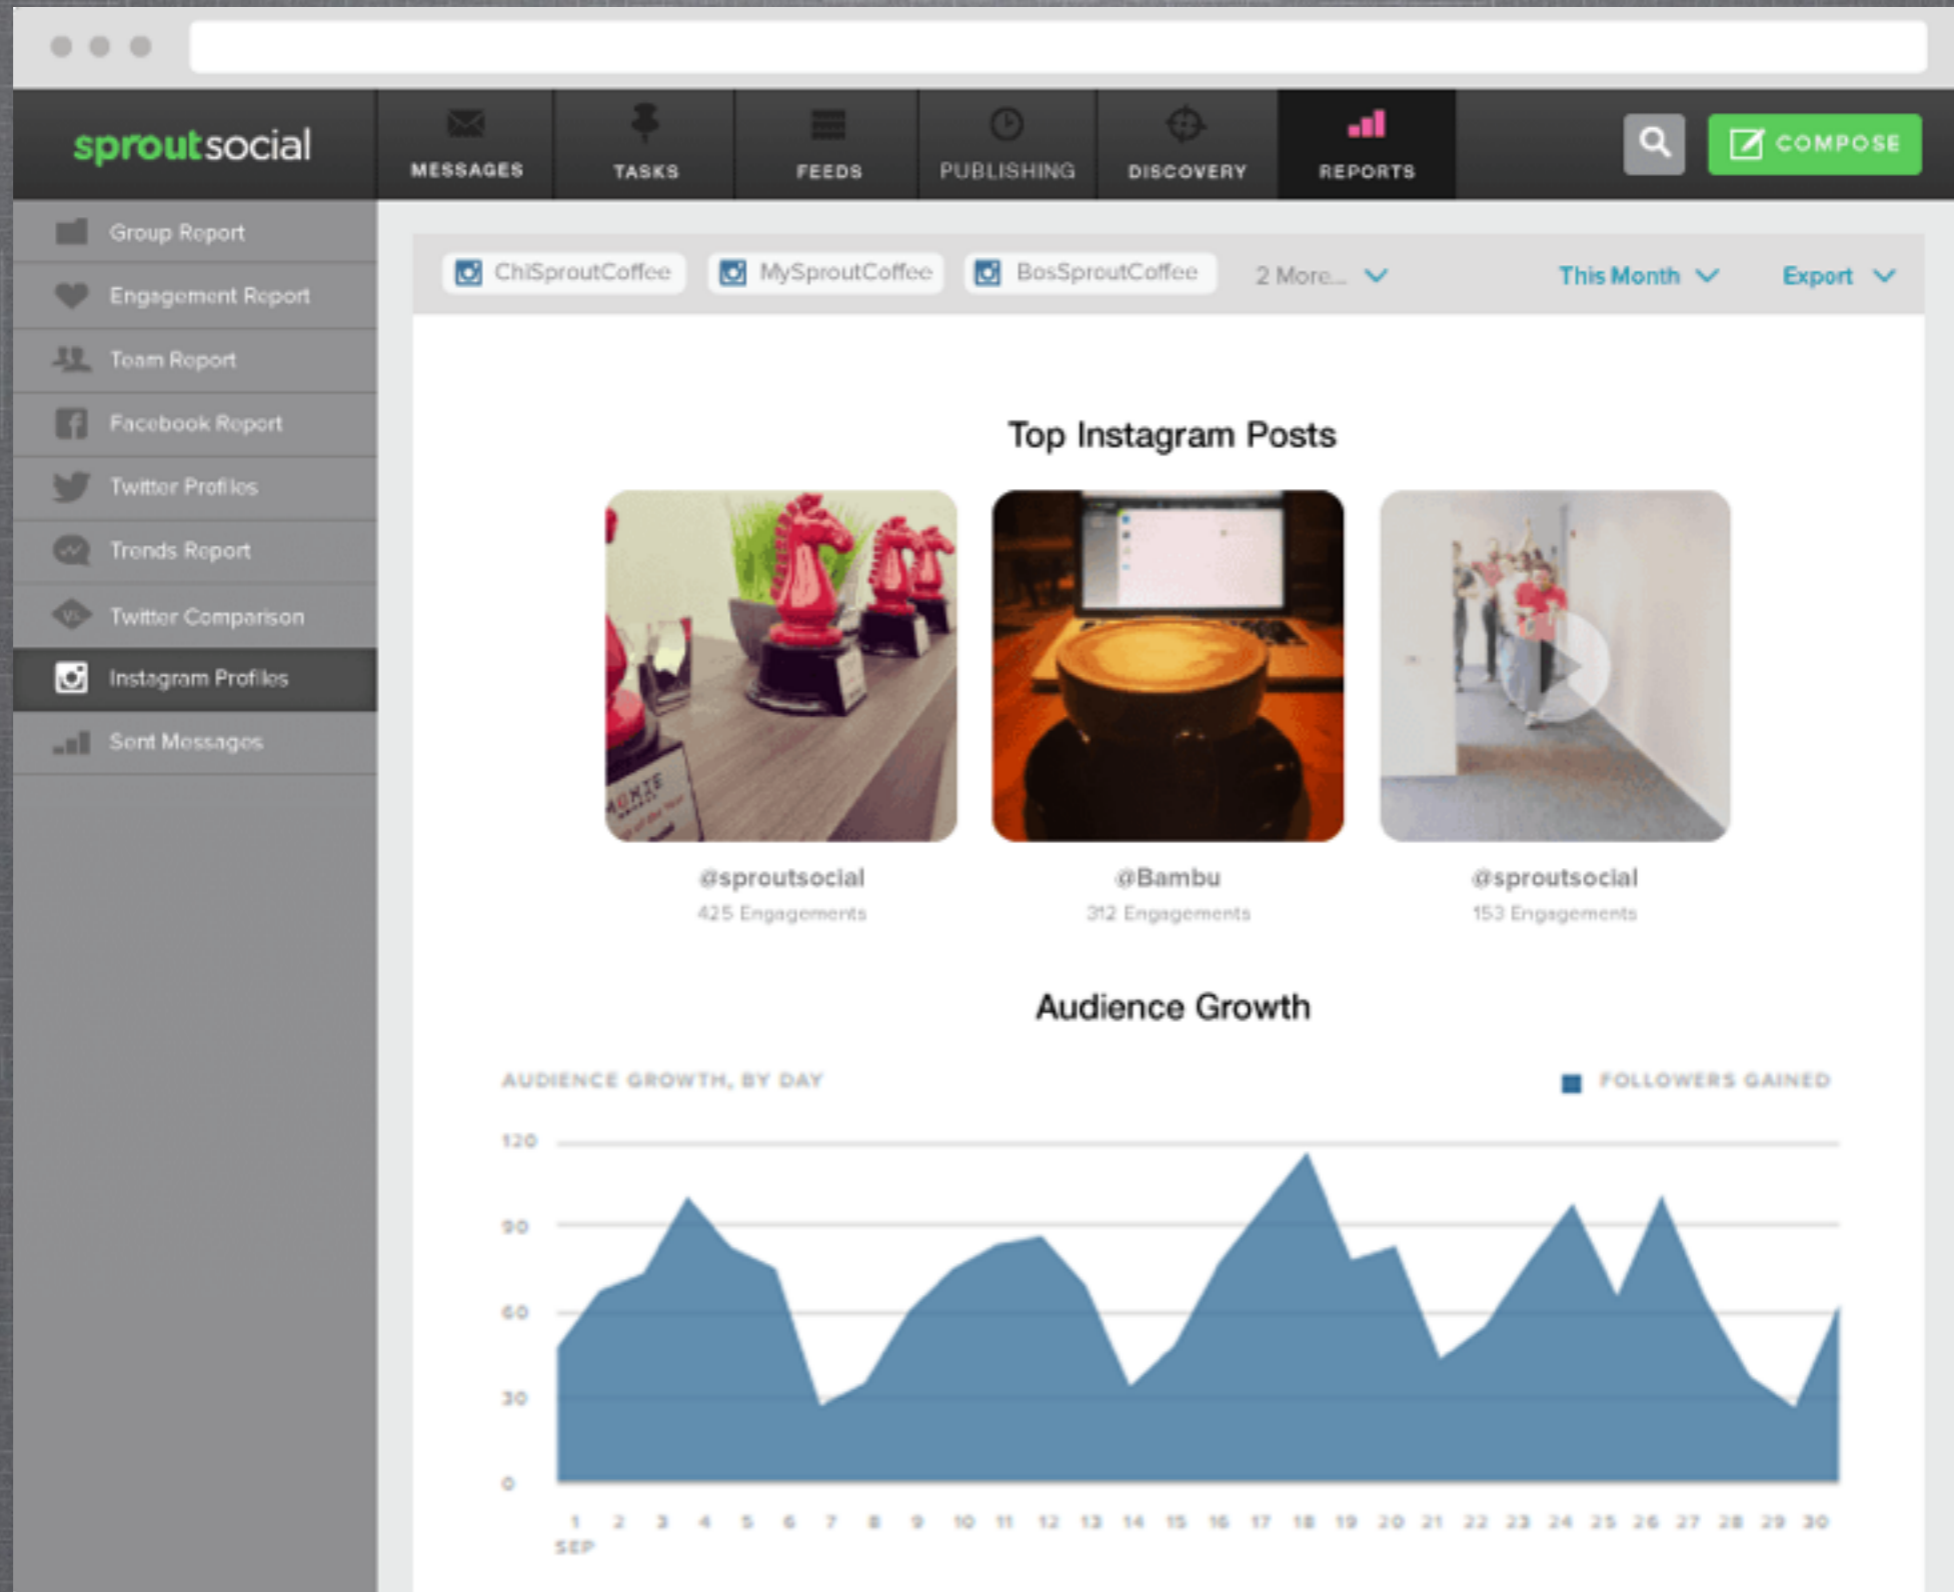 sproutsocial
MESSAGES
TASKS
FEEDS
PUBLISHING
DISCOVERY
REPORTS
COMPOSE
Group Report
Engagement Report
Team Report
Facebook Report
Twitter Profiles
Trends Report
VS.
Twitter Comparison
Instagram Profiles
Sent Messages
ChiSproutCoffee
MySproutCoffee
BosSproutCoffee
2 More...
This Month
Export
Top Instagram Posts
@sproutsocial
425 Engagements
@Bambu
312 Engagements
@sproutsocial
153 Engagements
Audience Growth
AUDIENCE GROWTH, BY DAY
FOLLOWERS GAINED
120
90
60
30
0
1 2 3 4 5 6 7 8 9 10 11 12 13 14 15 16 17 18 19 20 21 22 23 24 25 26 27 28 29 30
SEP